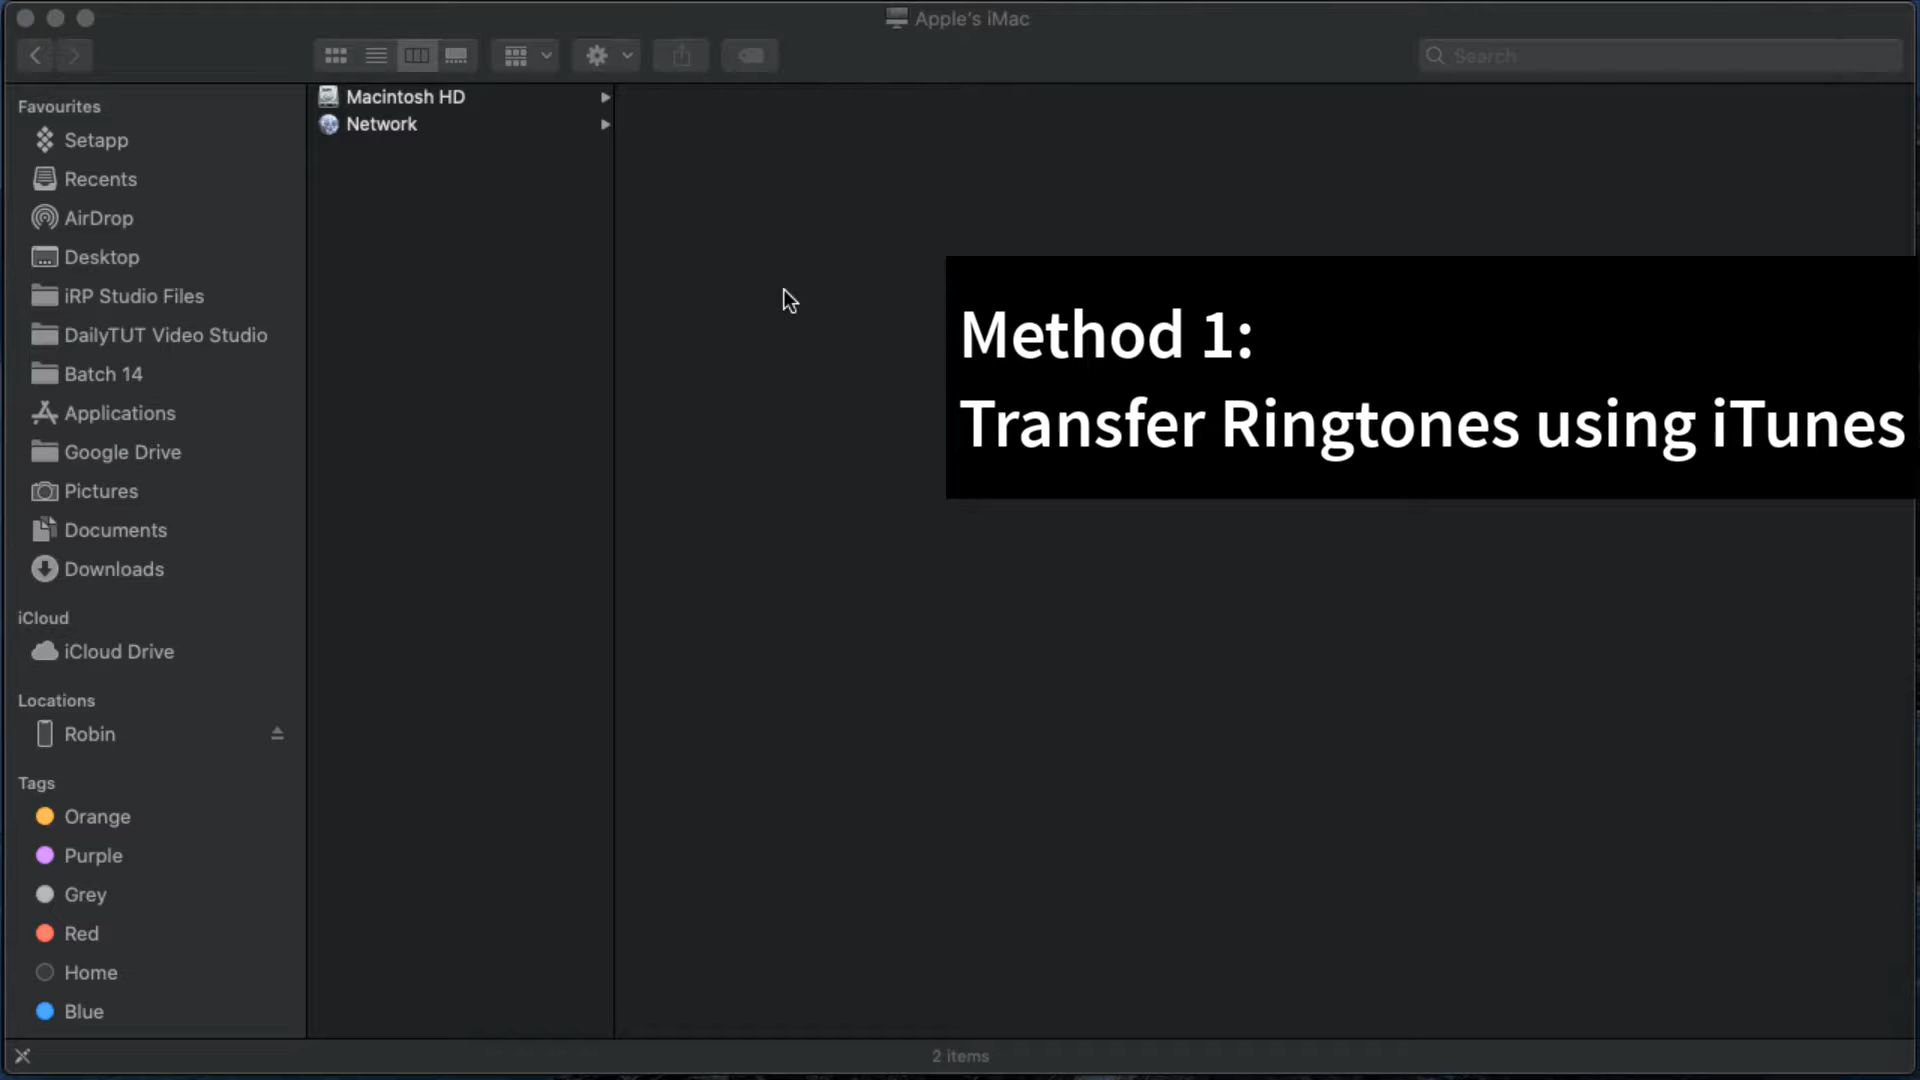 Apple's iMac
Search
Favourites
Setapp
Recents
AirDrop
Desktop
iRP Studio Files
DailyTUT Video Studio
Batch 14
Applications
Google Drive
Pictures
Documents
Downloads
iCloud
iCloud Drive
Locations
Robin
Tags
Orange
Purple
Grey
Red
Home
Blue
Macintosh HD
Network
Method 1:
Transfer Ringtones using iTunes
2 items